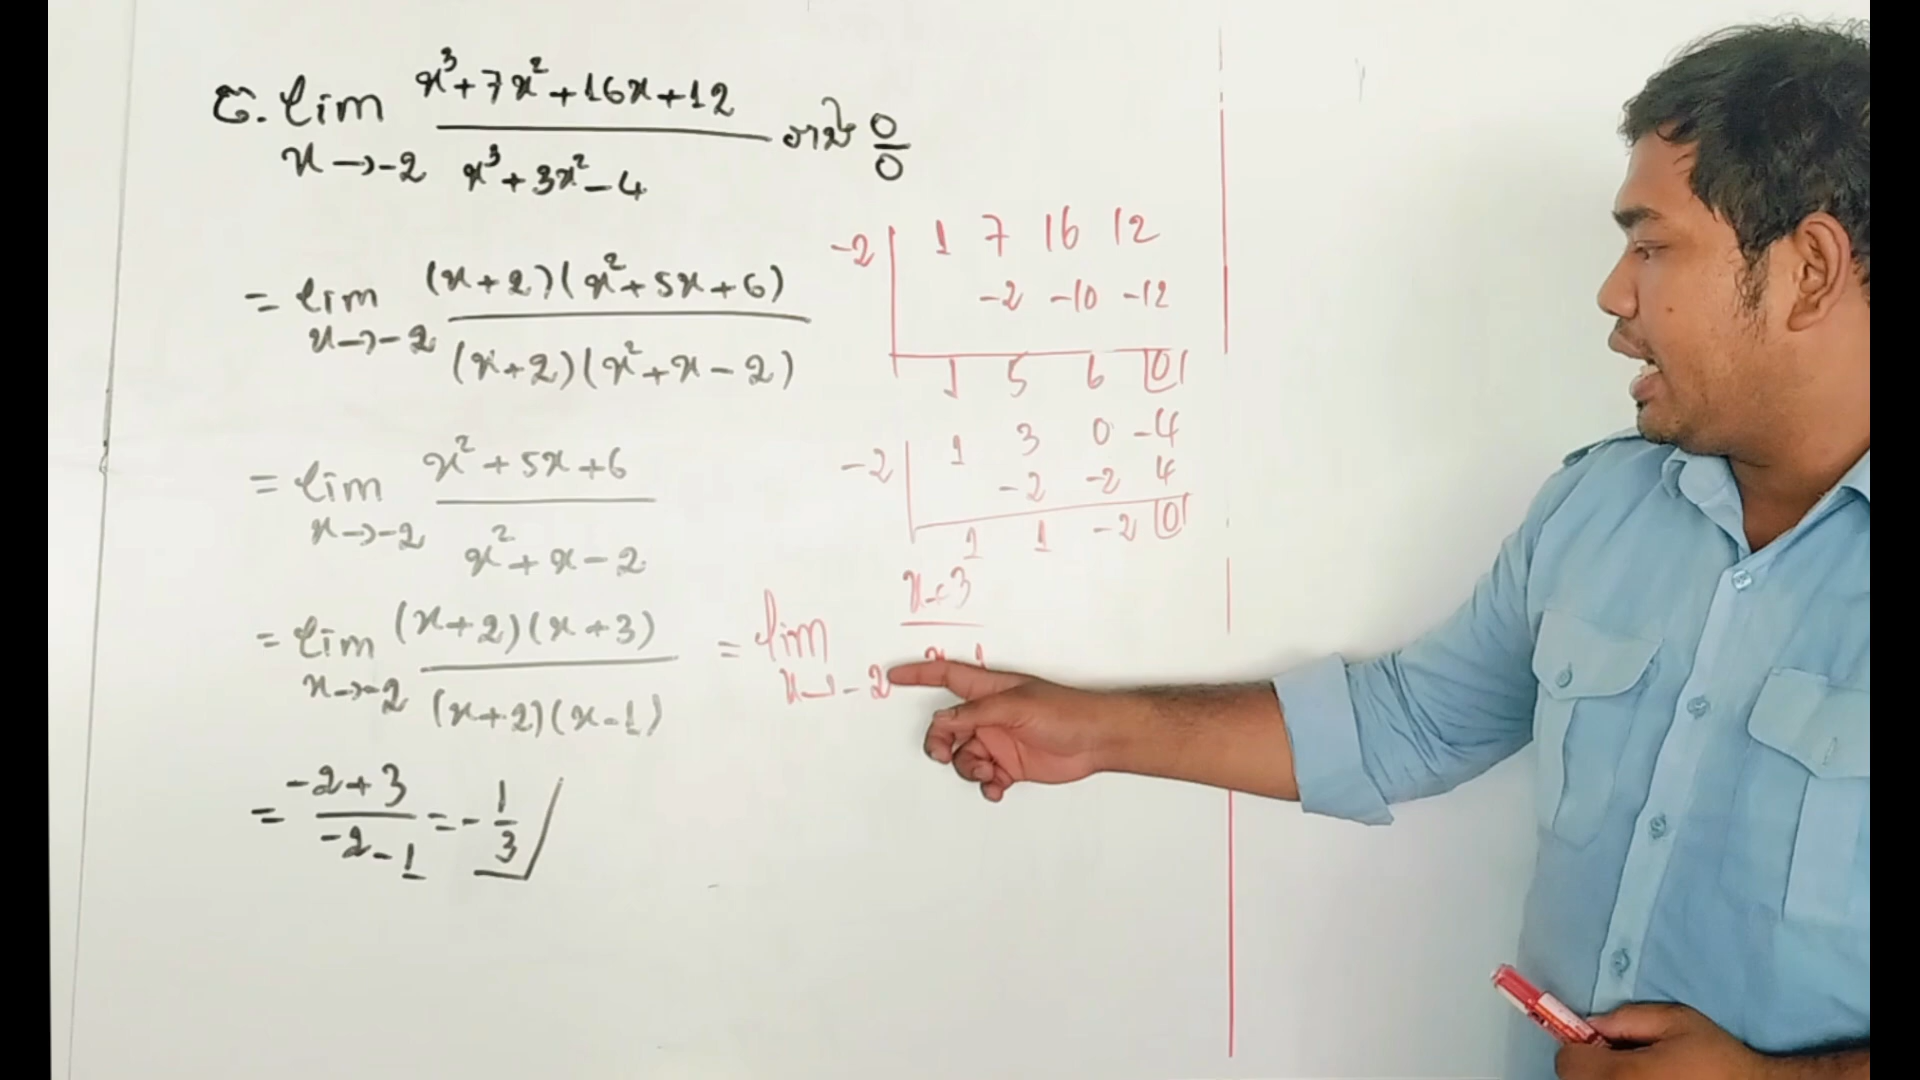 គ. lim x→-2 (x³+7x²+16x+12)/(x³+3x²-4) រាង 0/0
= lim x→-2 ((x+2)(x²+5x+6))/((x+2)(x²+x-2))
= lim x→-2 (x²+5x+6)/(x²+x-2)
= lim x→-2 ((x+2)(x+3))/((x+2)(x-1))
= (-2+3)/(-2-1) = -1/3
-2 | 1 7 16 12
-2 -10 -12
1 5 6 0
-2 | 1 3 0 -4
-2 -2 4
1 1 -2 0
= lim x→-2 (x+3)/